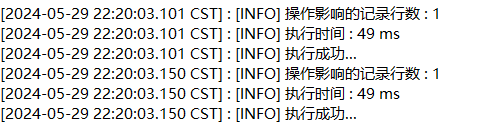 [2024-05-29 22:20:03.101 CST] : [INFO] 操作影响的记录行数 : 1
[2024-05-29 22:20:03.101 CST] : [INFO] 执行时间 : 49 ms
[2024-05-29 22:20:03.101 CST] : [INFO] 执行成功...
[2024-05-29 22:20:03.150 CST] : [INFO] 操作影响的记录行数 : 1
[2024-05-29 22:20:03.150 CST] : [INFO] 执行时间 : 49 ms
[2024-05-29 22:20:03.150 CST] : [INFO] 执行成功...